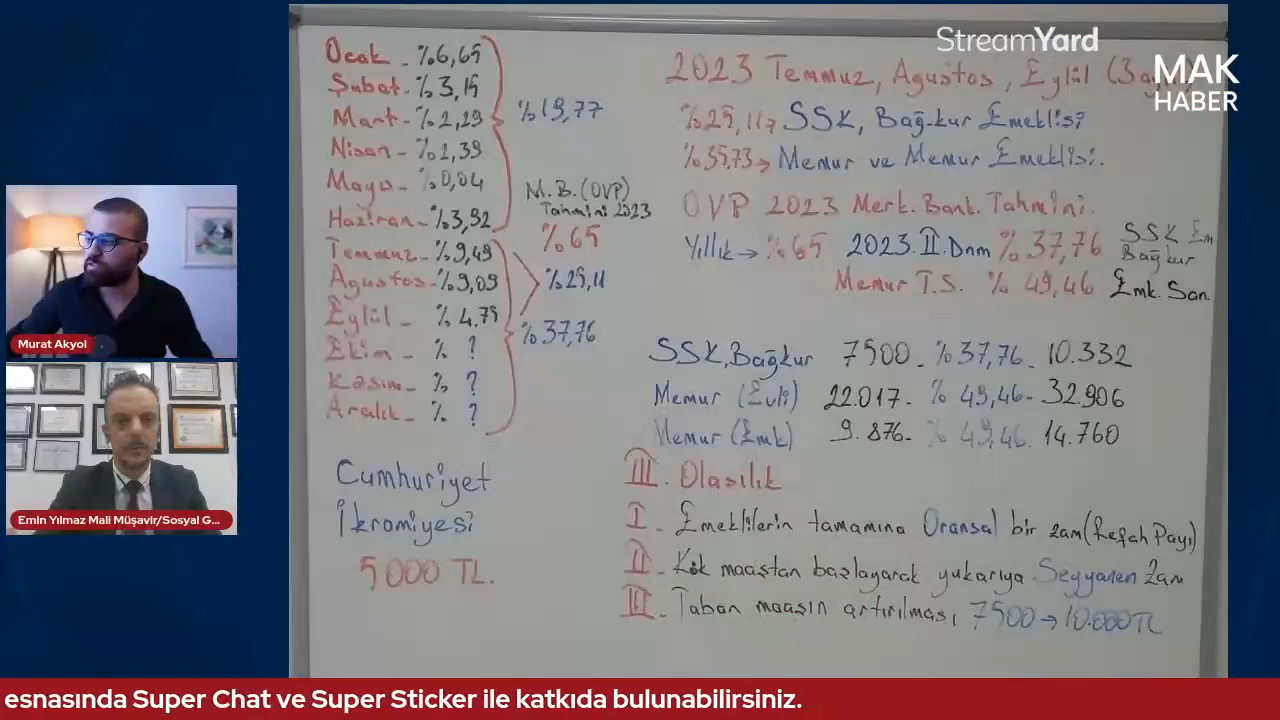 StreamYard
MAK
HABER
Ocak - %6,65
Şubat - %3,15
Mart - %2,29
Nisan - %2,39
Mayıs - %0,04
Haziran - %3,92
Temmuz - %9,49
Ağustos - %9,09
Eylül - % 4,75
Ekim - % ?
Kasım - % ?
Aralık - % ?
%19,77
M.B. (OVP)
Tahmini 2023
%65
%25,11
%37,76
Cumhuriyet
İkramiyesi
5000 TL.
2023 Temmuz, Ağustos, Eylül (3
%25,11→ SSK, Bağ-kur Emeklisi
%35,73→ Memur ve Memur Emeklisi.
OVP 2023 Merk. Bank. Tahmini.
Yıllık → %65 2023.II.Dnm %37,76 SSK Em
Bağkur
Memur T.S. % 49,46 Emk. San
SSK,Bağkur 7500 - %37,76 - 10.332
Memur (Evli) 22.017 - % 49,46 - 32.906
Memur (Emk) 9.876 - % 49,46 - 14.760
III. Olasılık
I - Emeklilerin tamamına Oransal bir zam (Refah Payı)
II - Kök maaştan başlayarak yukarıya Seyyanen Zam
III - Taban maaşın artırılması, 7500 → 10.000TL
Murat Akyol
Emin Yılmaz Mali Müşavir/Sosyal G...
esnasında Super Chat ve Super Sticker ile katkıda bulunabilirsiniz.